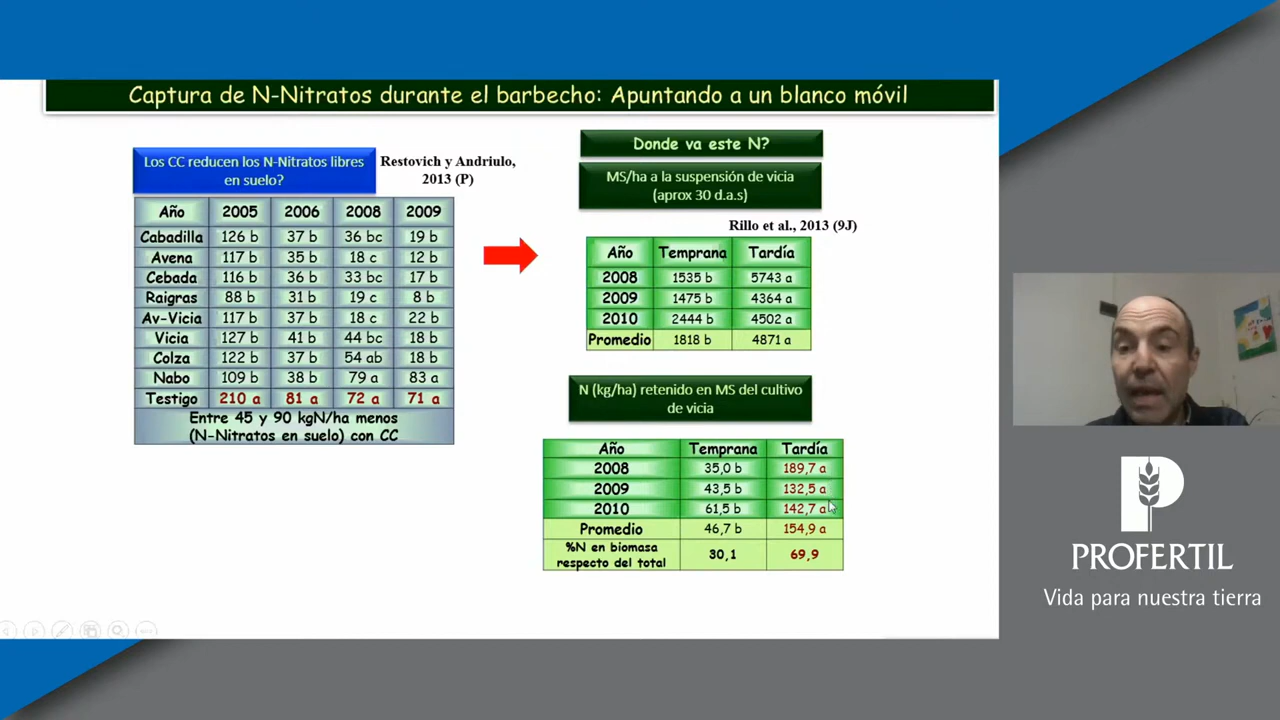 Captura de N-Nitratos durante el barbecho: Apuntando a un blanco móvil
Los CC reducen los N-Nitratos libres
en suelo?
Restovich y Andriulo,
2013 (P)
Año 2005 2006 2008 2009
Cabadilla 126 b 37 b 36 bc 19 b
Avena 117 b 35 b 18 c 12 b
Cebada 116 b 36 b 33 bc 17 b
Raigras 88 b 31 b 19 c 8 b
Av-Vicia 117 b 37 b 18 c 22 b
Vicia 127 b 41 b 44 bc 18 b
Colza 122 b 37 b 54 ab 18 b
Nabo 109 b 38 b 79 a 83 a
Testigo 210 a 81 a 72 a 71 a
Entre 45 y 90 kgN/ha menos
(N-Nitratos en suelo) con CC
Donde va este N?
MS/ha a la suspensión de vicia
(aprox 30 d.a.s)
Rillo et al., 2013 (9J)
Año Temprana Tardía
2008 1535 b 5743 a
2009 1475 b 4364 a
2010 2444 b 4502 a
Promedio 1818 b 4871 a
N (kg/ha) retenido en MS del cultivo
de vicia
Año Temprana Tardía
2008 35,0 b 189,7 a
2009 43,5 b 132,5 a
2010 61,5 b 142,7 a
Promedio 46,7 b 154,9 a
%N en biomasa
respecto del total 30,1 69,9
PROFERTIL
Vida para nuestra tierra